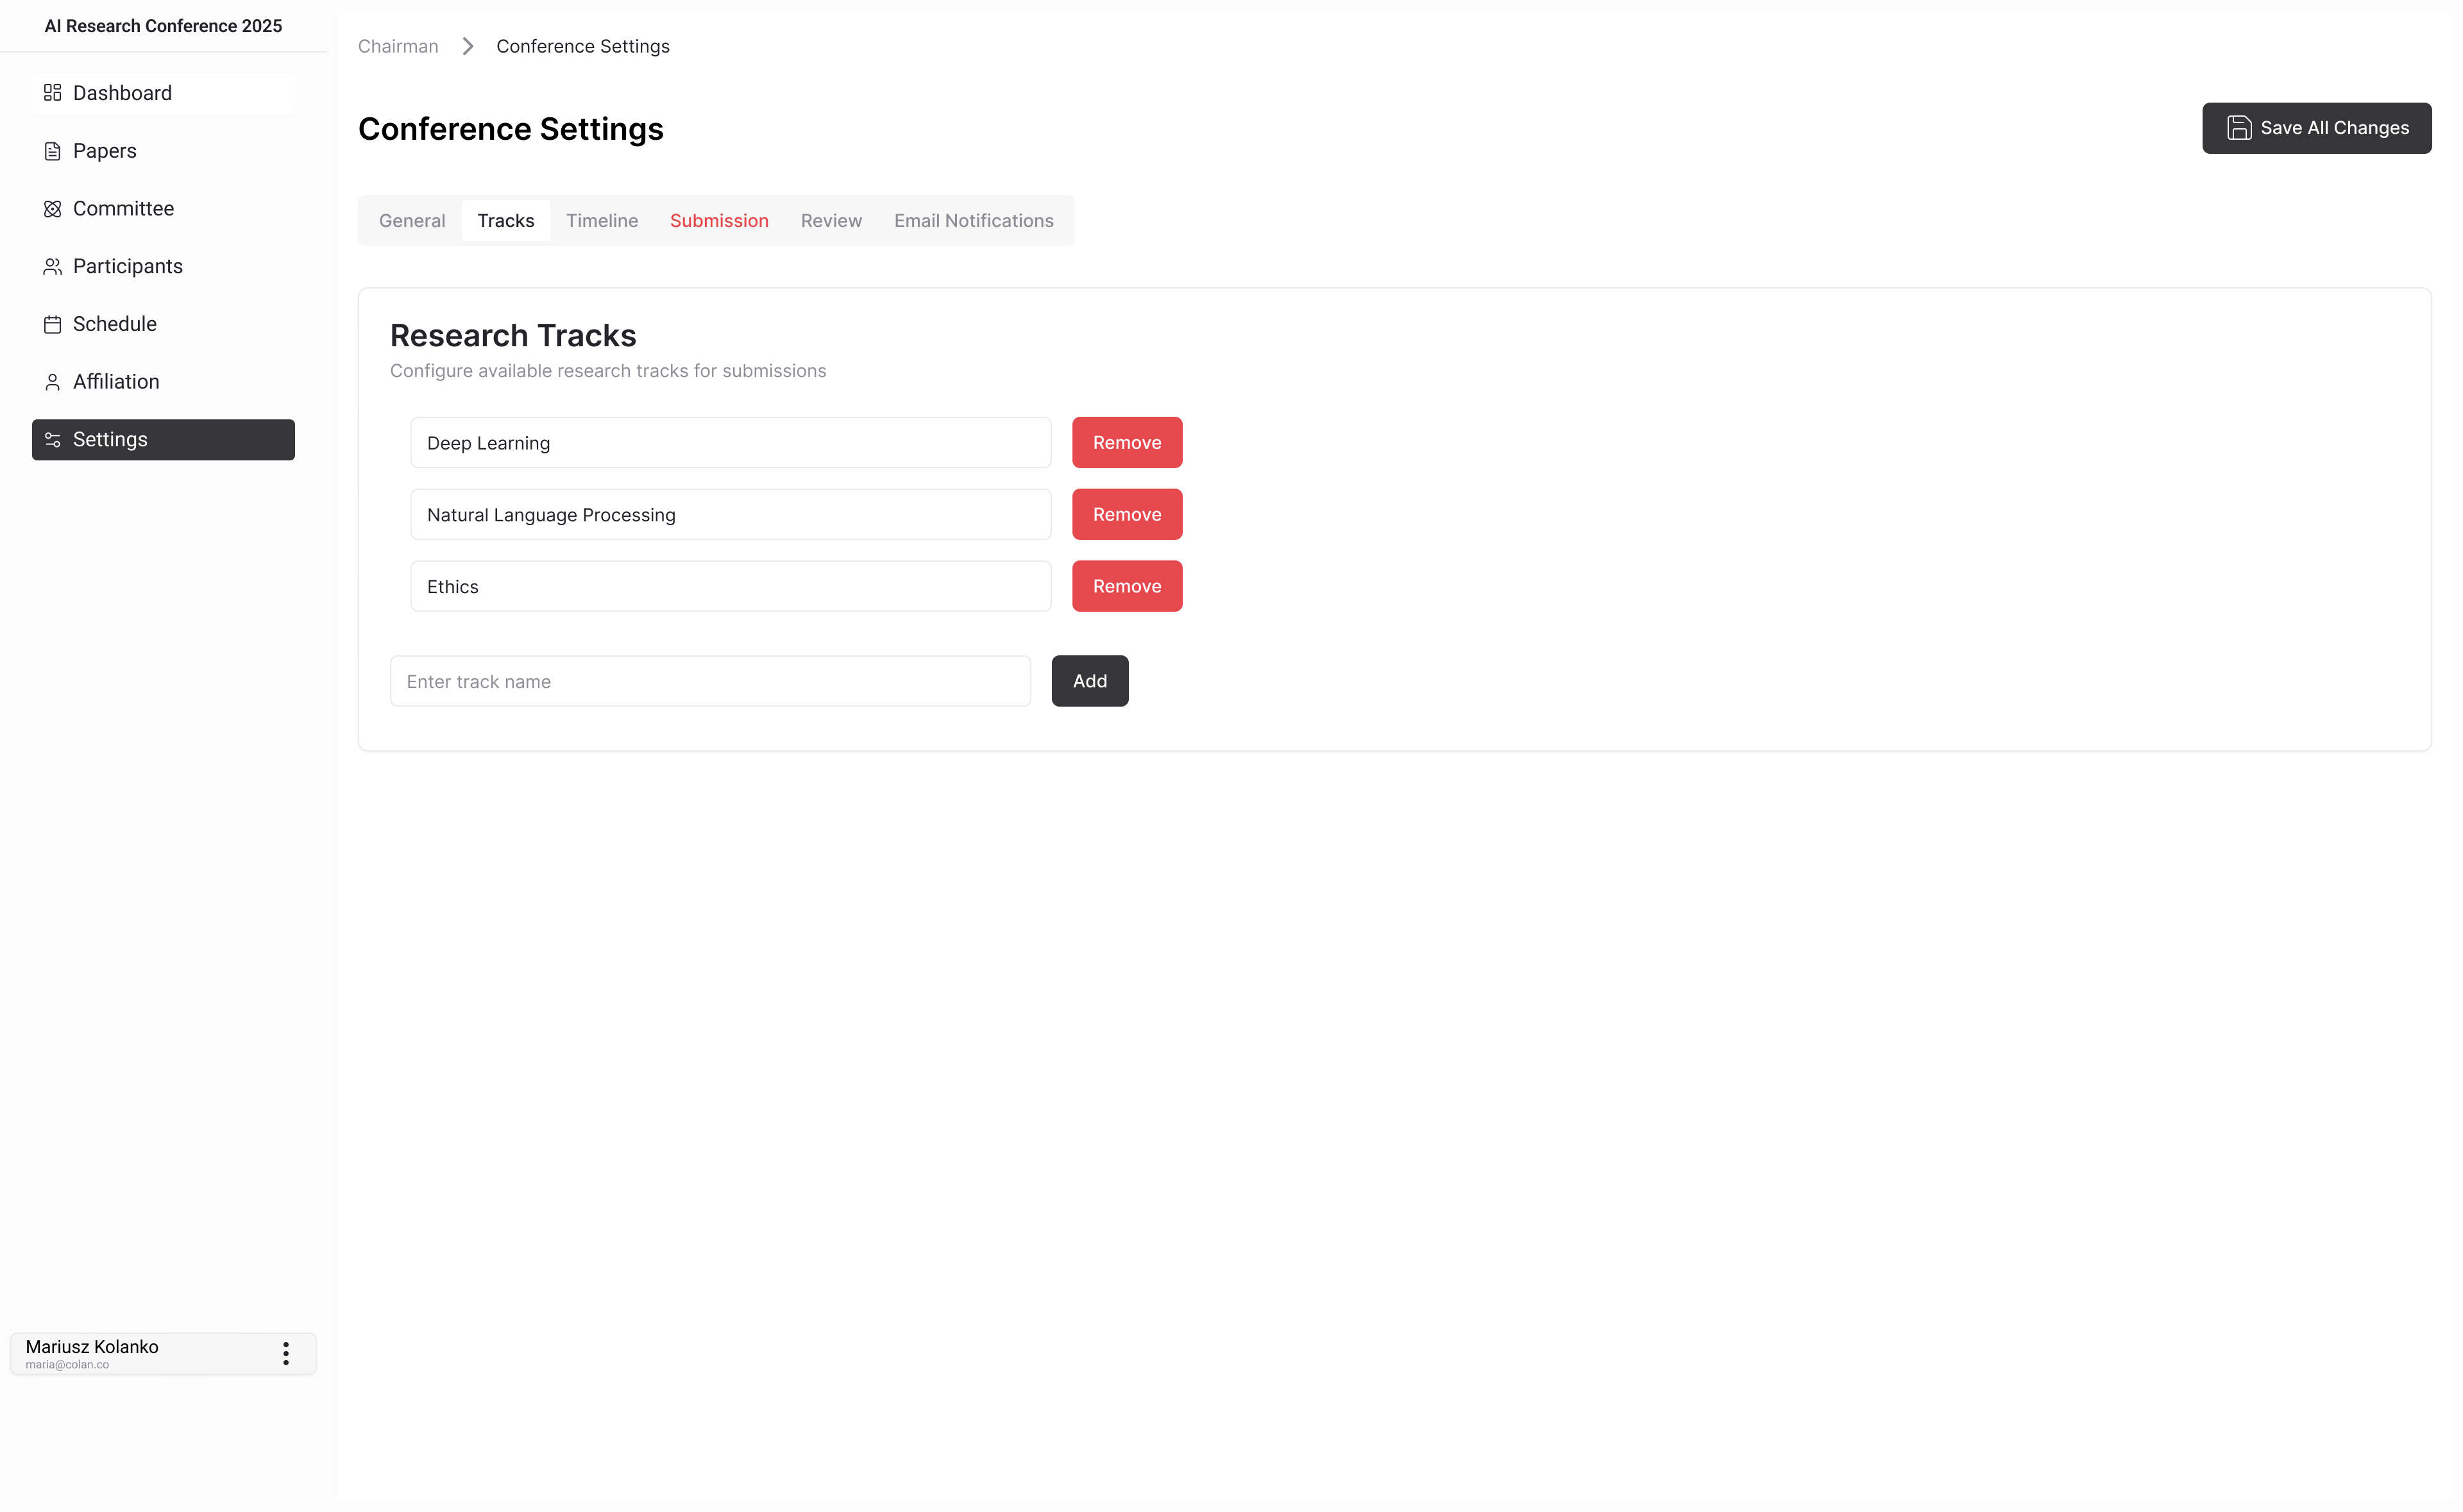 AI Research Conference 2025
Dashboard
Papers
Committee
Participants
Schedule
Affiliation
Settings
Mariusz Kolanko
maria@colan.co
Chairman
Conference Settings
Conference Settings
Save All Changes
General
Tracks
Timeline
Submission
Review
Email Notifications
Research Tracks
Configure available research tracks for submissions
Deep Learning
Remove
Natural Language Processing
Remove
Ethics
Remove
Enter track name
Add